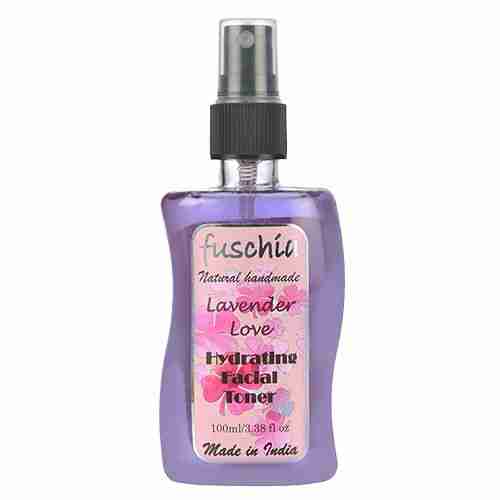 fuschia
Natural handmade
Lavender
Love
Hydrating
Facial
Toner
100ml/3.38 fl oz
Made in India